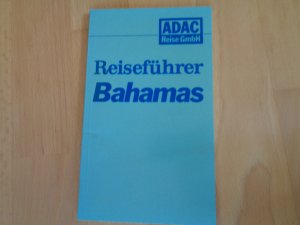 ADAC
Reise GmbH
Reiseführer
Bahamas